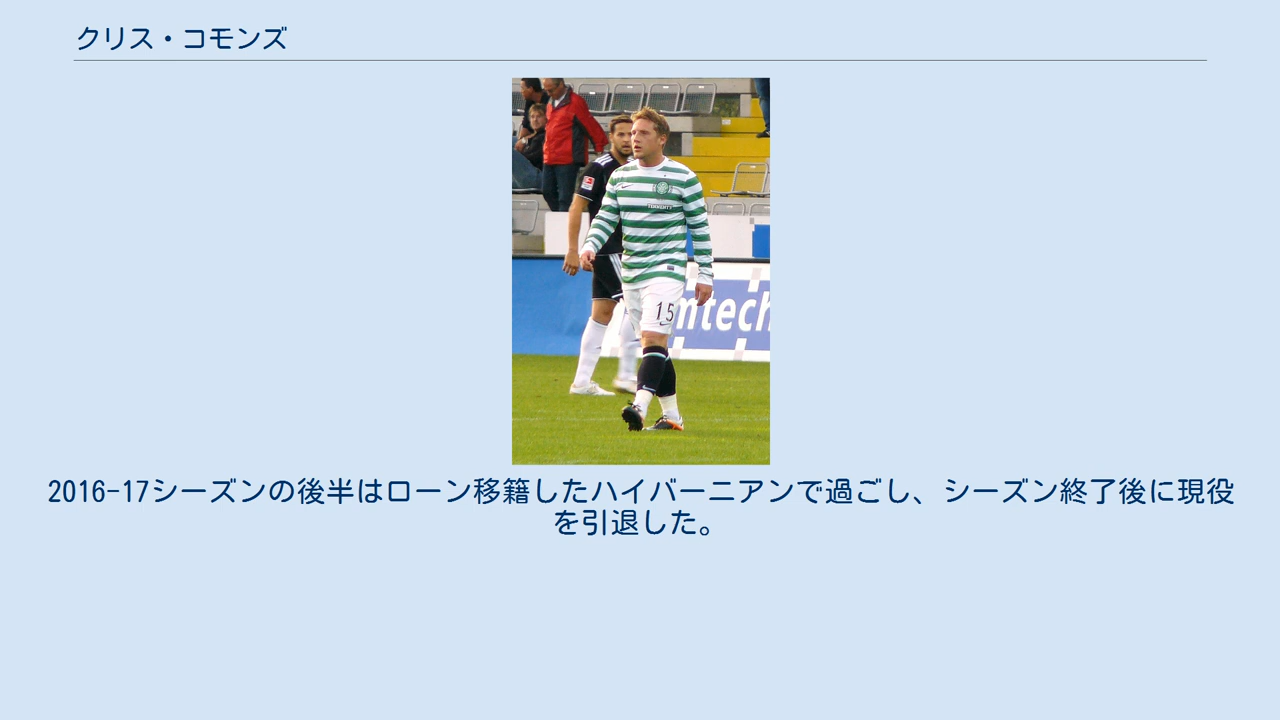 クリス・コモンズ
15
mtech
2016-17シーズンの後半はローン移籍したハイバーニアンで過ごし、シーズン終了後に現役
を引退した。